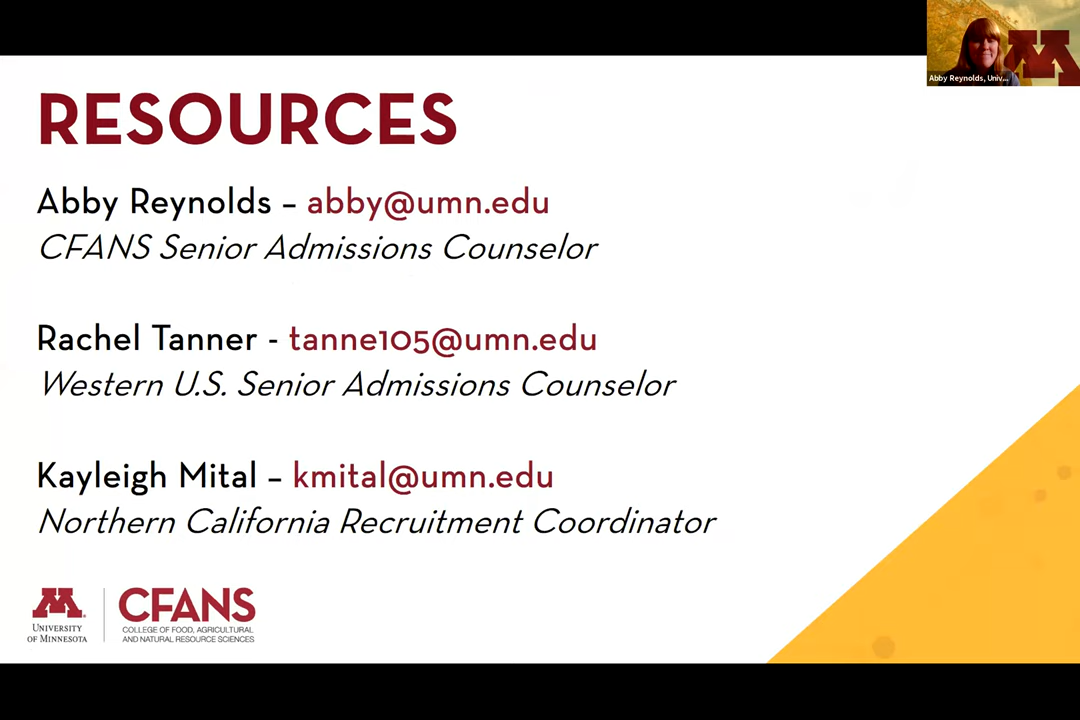 Abby Reynolds, Univ...
RESOURCES
Abby Reynolds – abby@umn.edu
CFANS Senior Admissions Counselor
Rachel Tanner - tanne105@umn.edu
Western U.S. Senior Admissions Counselor
Kayleigh Mital – kmital@umn.edu
Northern California Recruitment Coordinator
M
UNIVERSITY
OF MINNESOTA
CFANS
COLLEGE OF FOOD, AGRICULTURAL
AND NATURAL RESOURCE SCIENCES